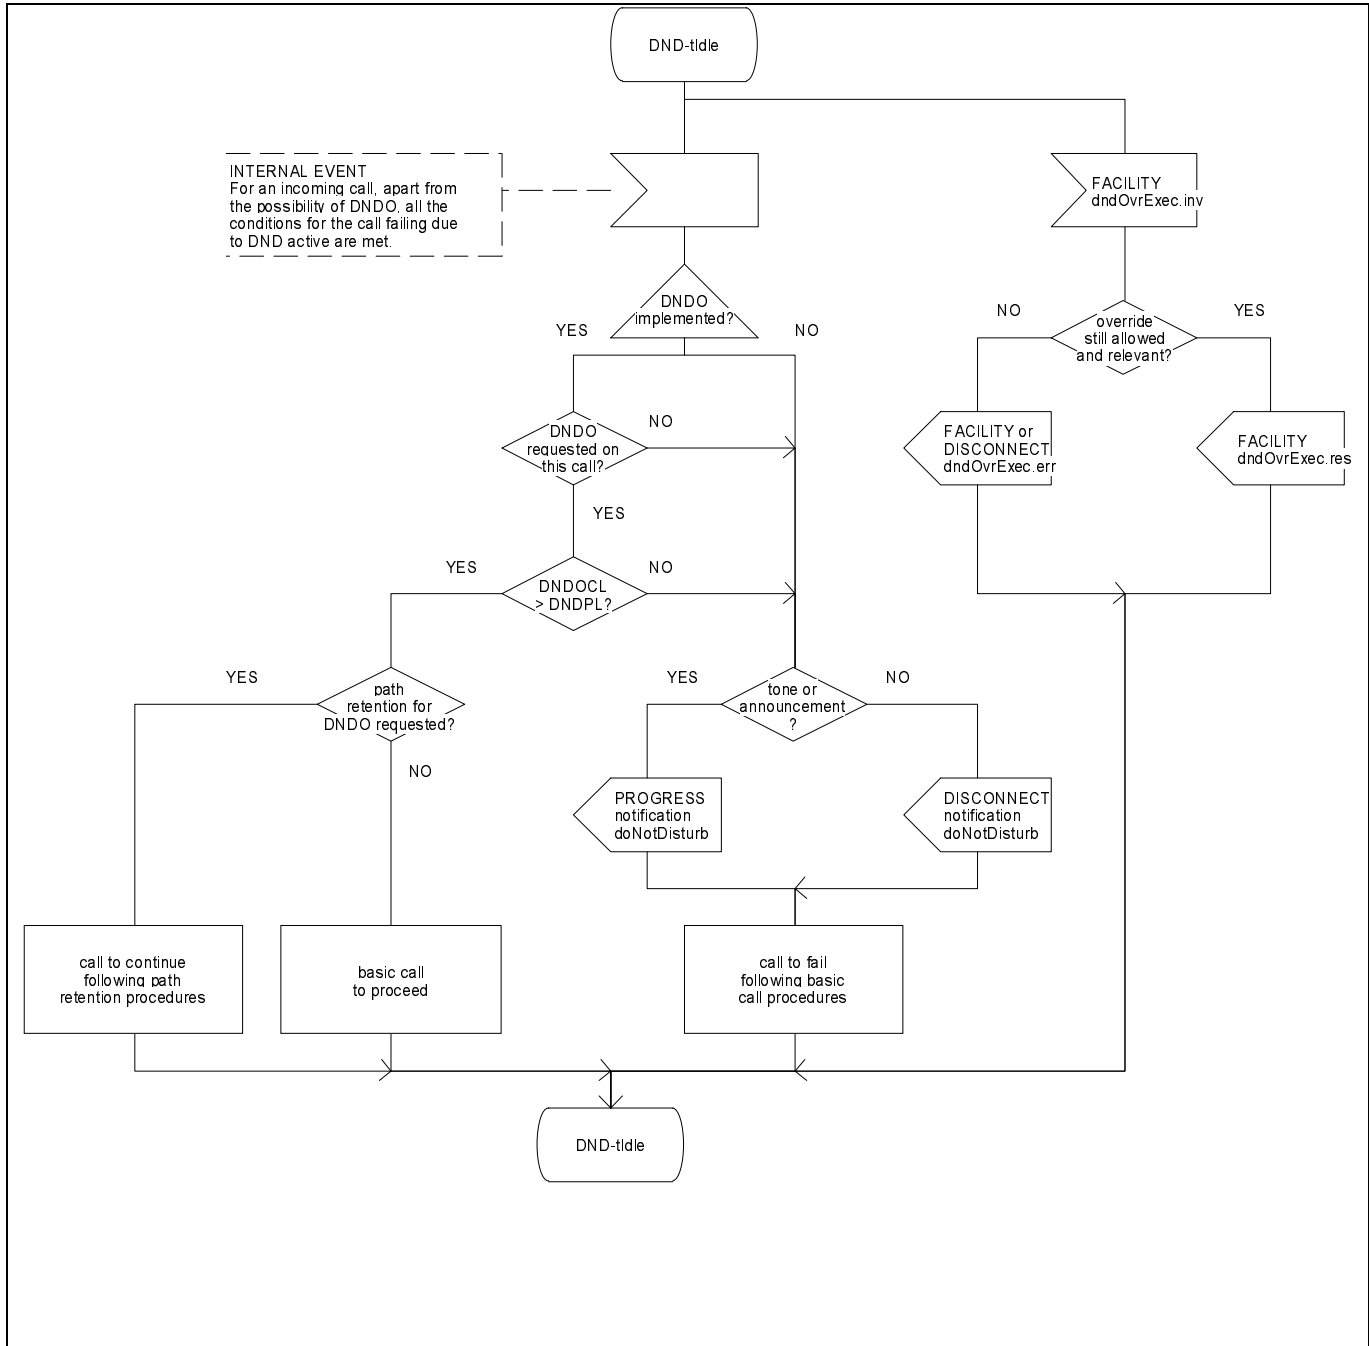 DND-tIdle
INTERNAL EVENT
For an incoming call, apart from
the possibility of DNDO, all the
conditions for the call failing due
to DND active are met.
FACILITY
dndOvrExec.inv
DNDO
implemented?
YES
NO
NO
override
still allowed
and relevant?
YES
DNDO
requested on
this call?
NO
YES
FACILITY or
DISCONNECT
dndOvrExec.err
FACILITY
dndOvrExec.res
YES
DNDOCL
> DNDPL?
NO
YES
path
retention for
DNDO requested?
NO
YES
tone or
announcement
?
NO
PROGRESS
notification
doNotDisturb
DISCONNECT
notification
doNotDisturb
call to continue
following path
retention procedures
basic call
to proceed
call to fail
following basic
call procedures
DND-tIdle